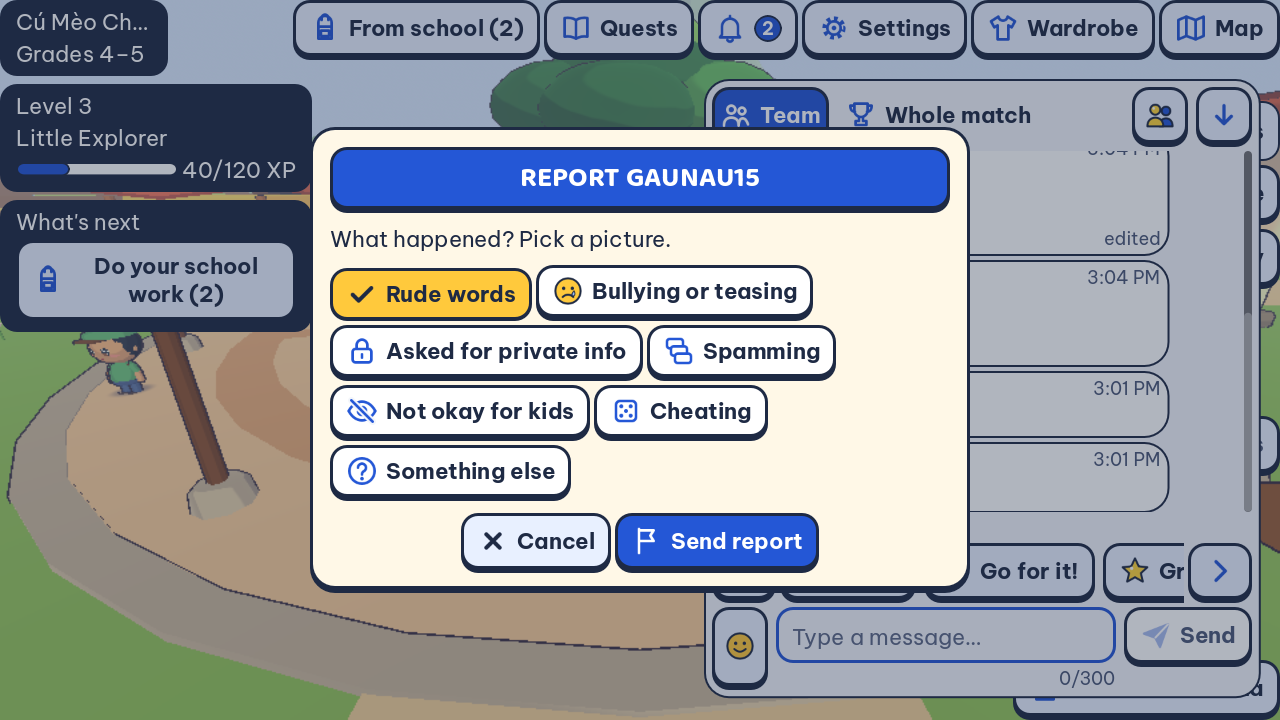 Cú Mèo Ch...
Grades 4–5
From school (2)
Quests
2
Settings
Wardrobe
Map
Level 3
Little Explorer
40/120 XP
What's next
Do your school
work (2)
Team
Whole match
REPORT GAUNAU15
What happened? Pick a picture.
Rude words
Bullying or teasing
Asked for private info
Spamming
Not okay for kids
Cheating
Something else
Cancel
Send report
edited
3:04 PM
3:01 PM
3:01 PM
Go for it!
Gr
Type a message...
Send
0/300